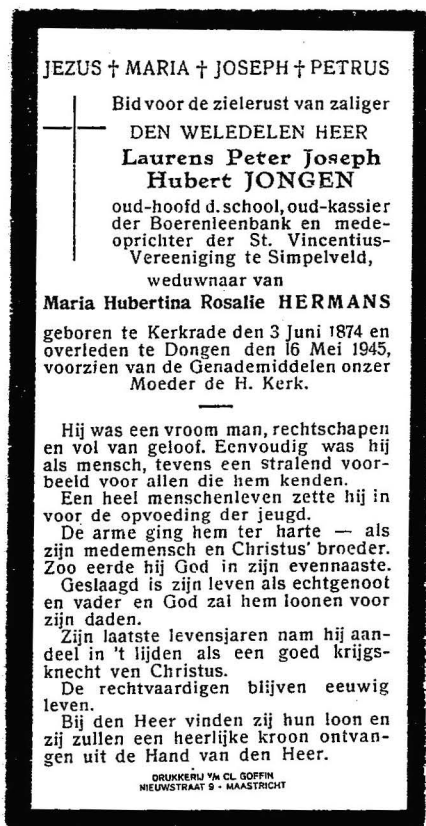 JEZUS † MARIA † JOSEPH † PETRUS
Bid voor de zielerust van zaliger
DEN WELEDELEN HEER
Laurens Peter Joseph
Hubert JONGEN
oud-hoofd d. school, oud-kassier
der Boerenleenbank en mede-
oprichter der St. Vincentius-
Vereeniging te Simpelveld,
weduwnaar van
Maria Hubertina Rosalie HERMANS
geboren te Kerkrade den 3 Juni 1874 en
overleden te Dongen den 16 Mei 1945,
voorzien van de Genademiddelen onzer
Moeder de H. Kerk.
Hij was een vroom man, rechtschapen
en vol van geloof. Eenvoudig was hij
als mensch, tevens een stralend voor-
beeld voor allen die hem kenden.
Een heel menschenleven zette hij in
voor de opvoeding der jeugd.
De arme ging hem ter harte — als
zijn medemensch en Christus' broeder.
Zoo eerde hij God in zijn evennaaste.
Geslaagd is zijn leven als echtgenoot
en vader en God zal hem loonen voor
zijn daden.
Zijn laatste levensjaren nam hij aan-
deel in 't lijden als een goed krijgs-
knecht ven Christus.
De rechtvaardigen blijven eeuwig
leven.
Bij den Heer vinden zij hun loon en
zij zullen een heerlijke kroon ontvan-
gen uit de Hand van den Heer.
DRUKKERIJ V/H CL. GOFFIN
NIEUWSTRAAT 9 - MAASTRICHT